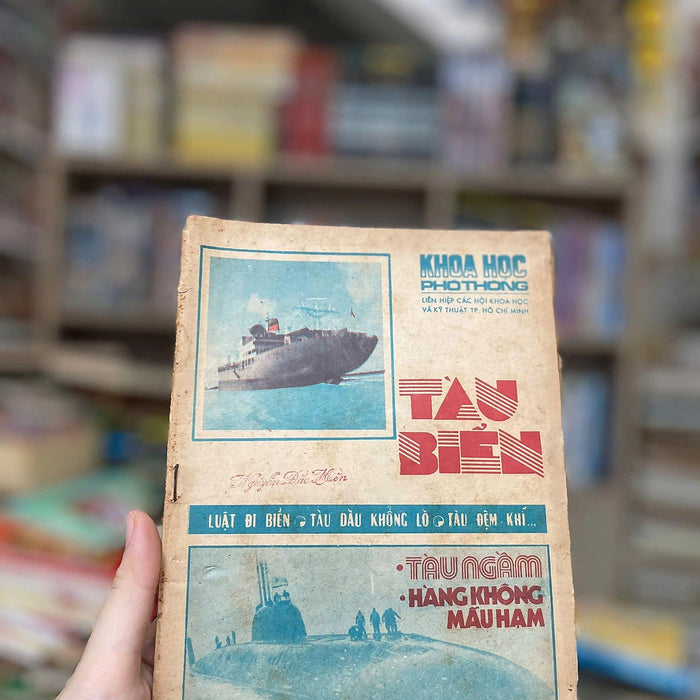 KHOA HỌC
PHỔ THÔNG
LIÊN HIỆP CÁC HỘI KHOA HỌC
VÀ KỸ THUẬT TP. HỒ CHÍ MINH
TÀU
BIỂN
Nguyễn Đắc Mền
LUẬT ĐI BIỂN • TÀU DẦU KHỔNG LỒ • TÀU ĐỆM KHÍ...
• TÀU NGẦM
• HÀNG KHÔNG
MẪU HẠM